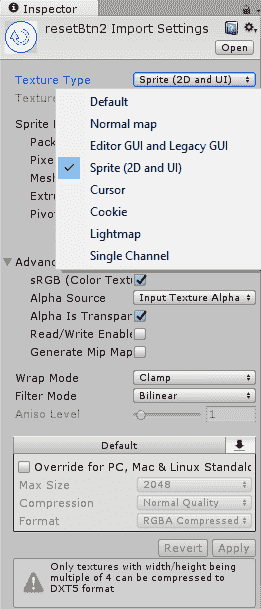 Inspector
resetBtn2 Import Settings
Open
Texture Type Sprite (2D and UI)
Texture
Default
Normal map
Editor GUI and Legacy GUI
Sprite (2D and UI)
Cursor
Cookie
Lightmap
Single Channel
Sprite
Pack
Pixe
Mesh
Extru
Pivo
Advanc
sRGB (Color Textu
Alpha Source Input Texture Alpha
Alpha Is Transpar
Read/Write Enable
Generate Mip Map
Wrap Mode Clamp
Filter Mode Bilinear
Aniso Level 1
Default
Override for PC, Mac & Linux Standalo
Max Size 2048
Compression Normal Quality
Format RGBA Compressed
Revert Apply
Only textures with width/height being
multiple of 4 can be compressed to
DXT5 format